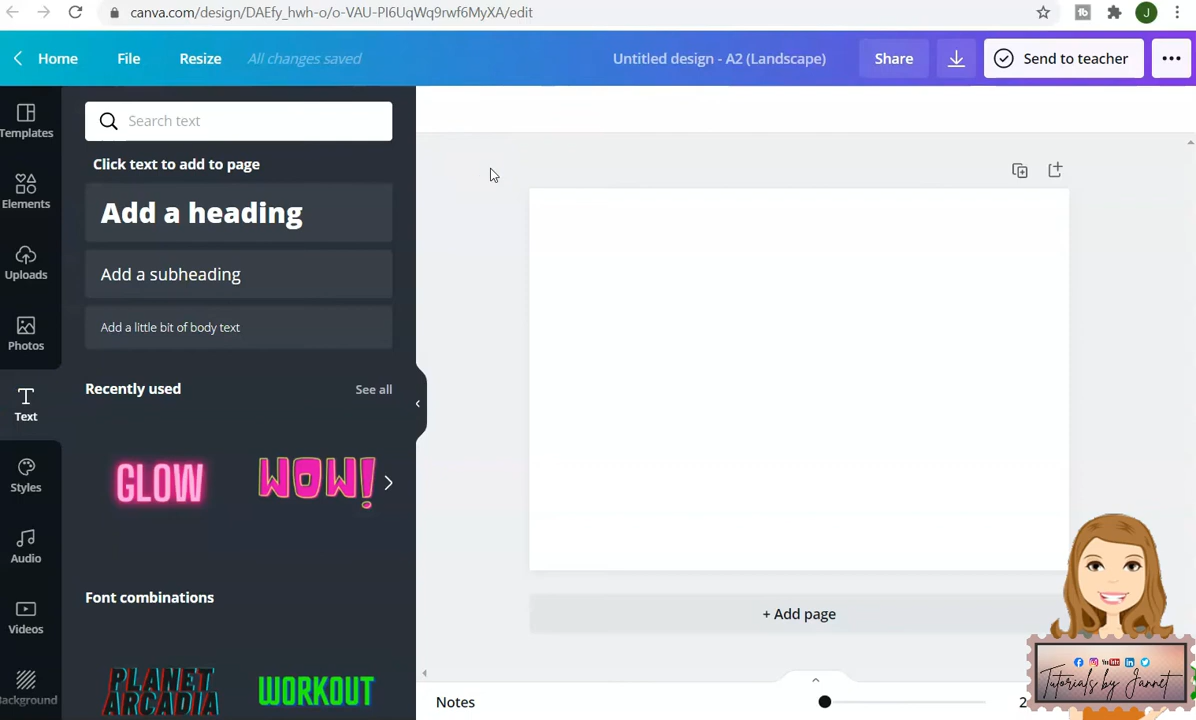 canva.com/design/DAEfy_hwh-o/o-VAU-PI6UqWq9rwf6MyXA/edit
J
Home File Resize All changes saved Untitled design - A2 (Landscape) Share Send to teacher
Templates
Elements
Uploads
Photos
Text
Styles
Audio
Videos
Background
Search text
Click text to add to page
Add a heading
Add a subheading
Add a little bit of body text
Recently used See all
GLOW WOW!
Font combinations
PLANET ARCADIA
WORKOUT
+ Add page
Notes
Tutorials by Jannet